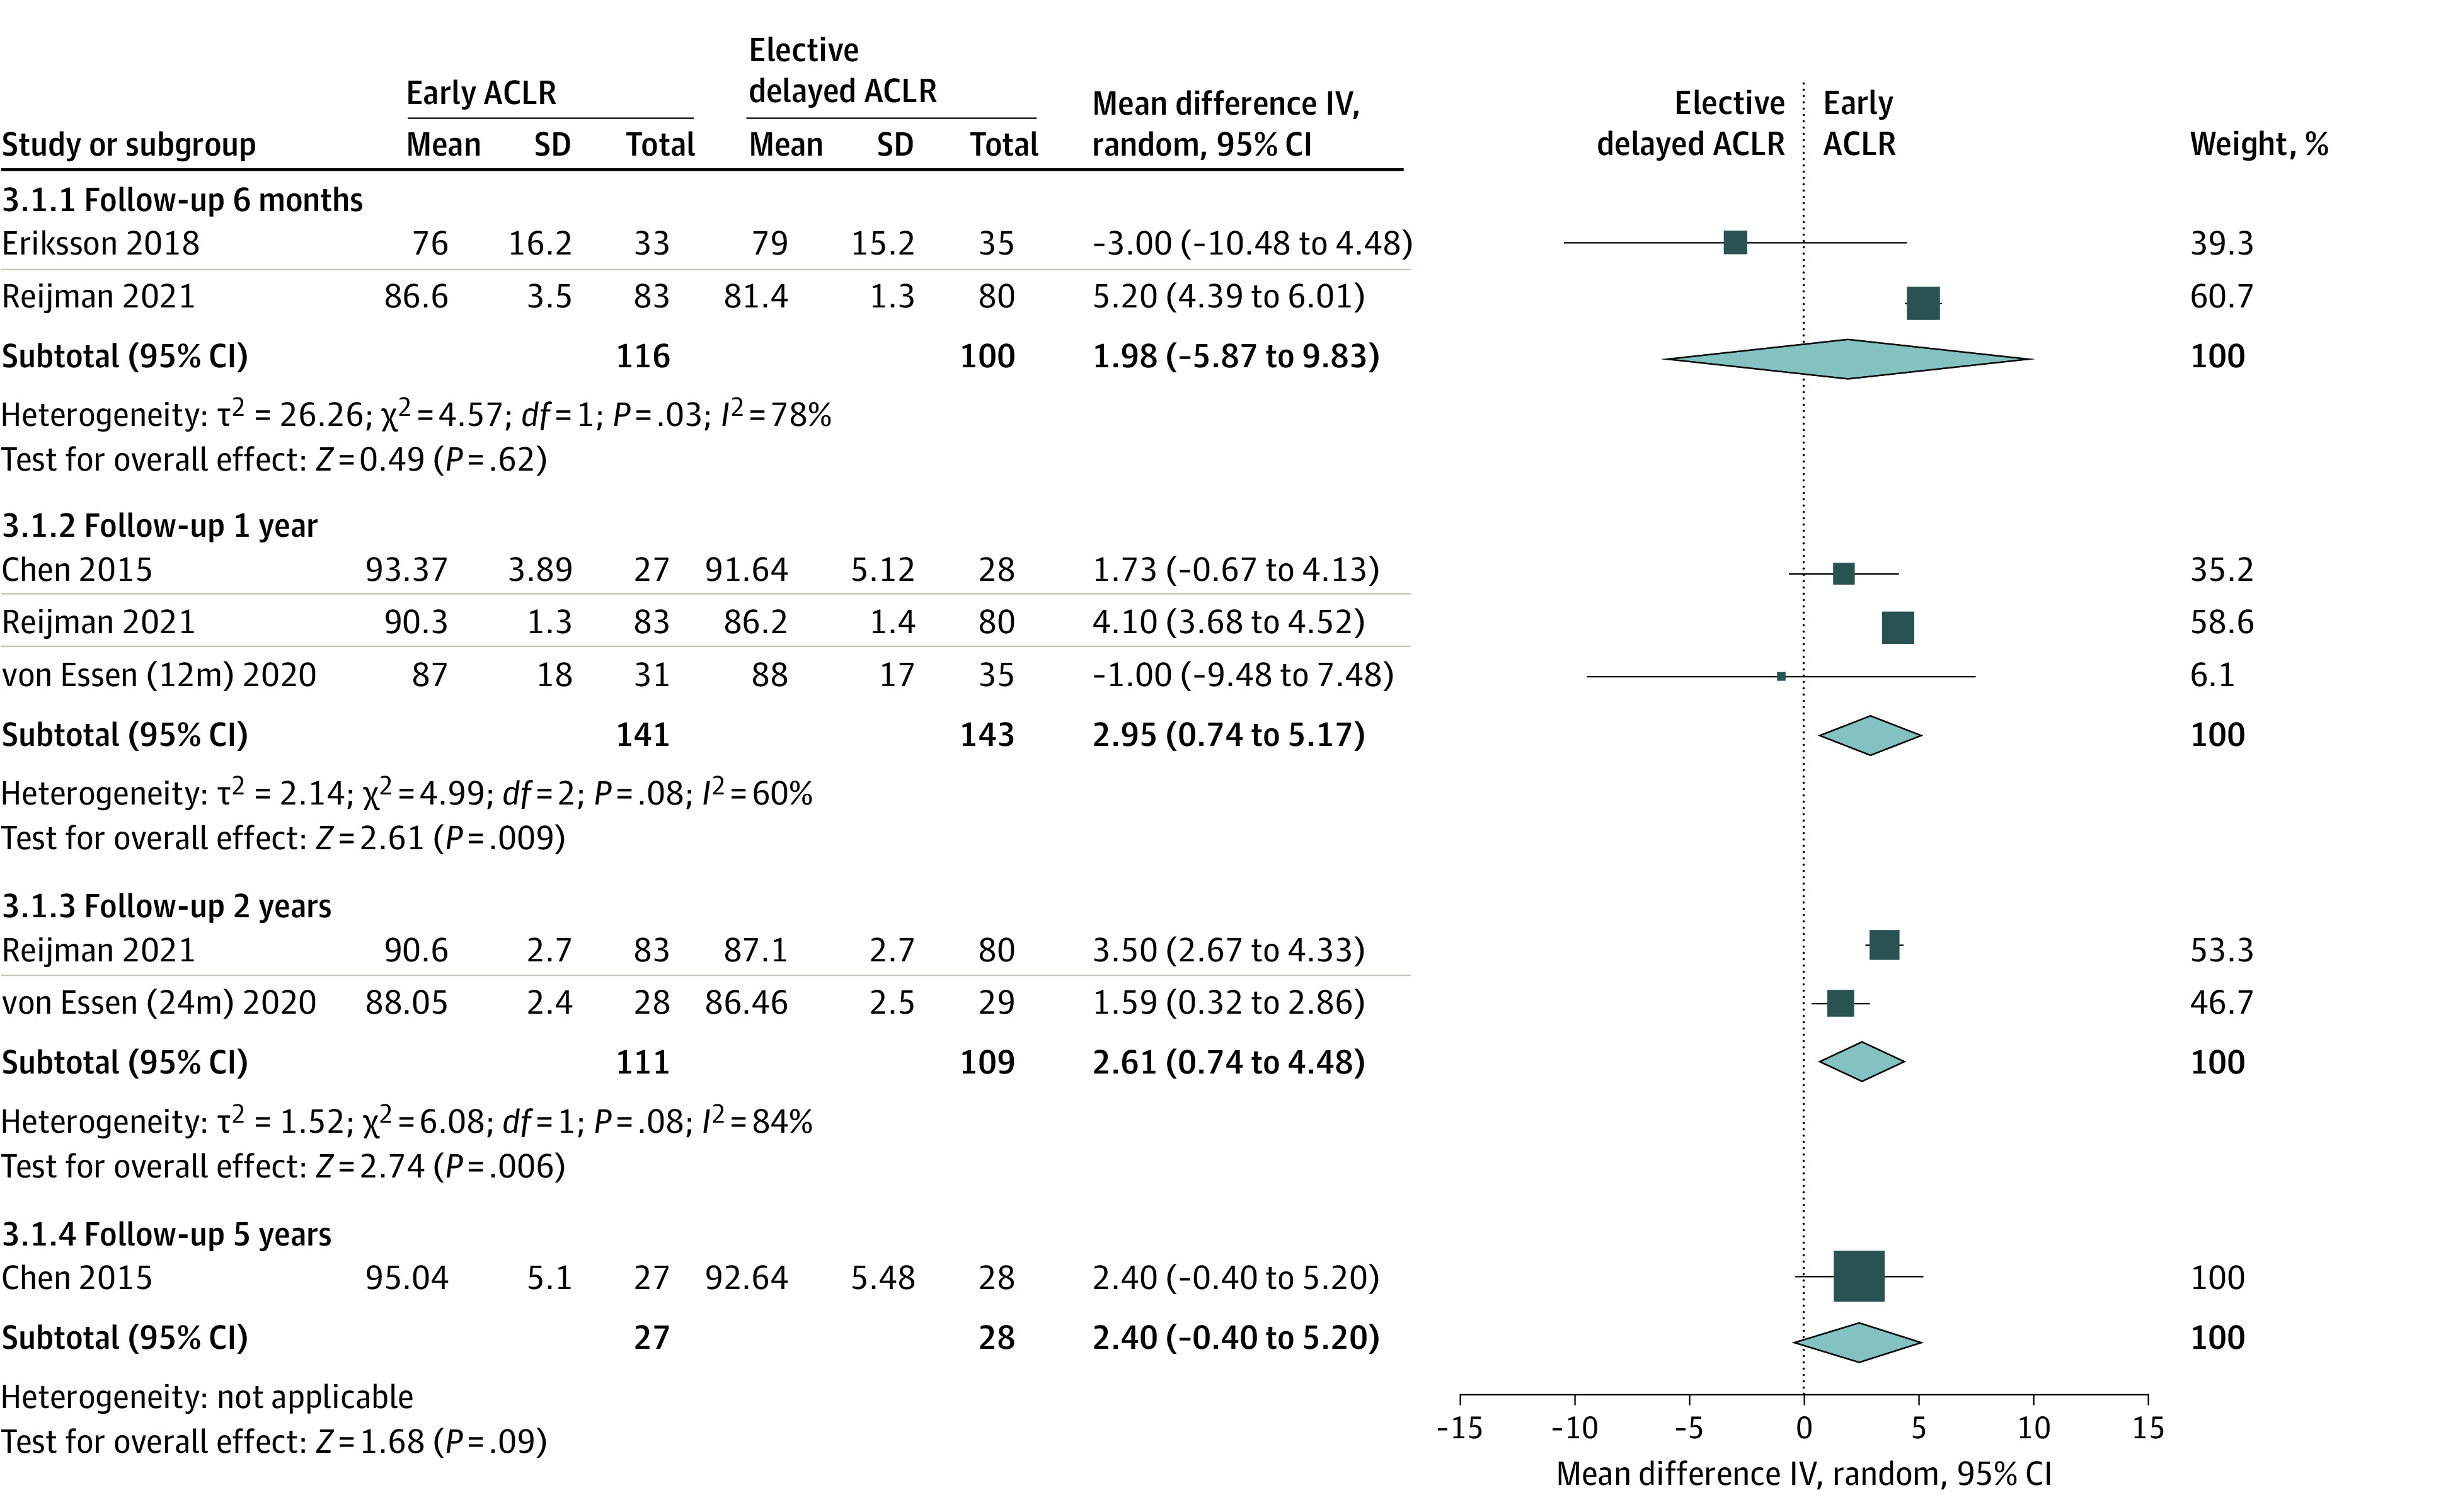 Early ACLR Elective delayed ACLR Mean difference IV, random, 95% CI Elective delayed ACLR Early ACLR
Study or subgroup Mean SD Total Mean SD Total Weight, %
3.1.1 Follow-up 6 months
Eriksson 2018 76 16.2 33 79 15.2 35 -3.00 (-10.48 to 4.48) 39.3
Reijman 2021 86.6 3.5 83 81.4 1.3 80 5.20 (4.39 to 6.01) 60.7
Subtotal (95% CI) 116 100 1.98 (-5.87 to 9.83) 100
Heterogeneity: τ² = 26.26; χ² = 4.57; df = 1; P = .03; I² = 78%
Test for overall effect: Z = 0.49 (P = .62)
3.1.2 Follow-up 1 year
Chen 2015 93.37 3.89 27 91.64 5.12 28 1.73 (-0.67 to 4.13) 35.2
Reijman 2021 90.3 1.3 83 86.2 1.4 80 4.10 (3.68 to 4.52) 58.6
von Essen (12m) 2020 87 18 31 88 17 35 -1.00 (-9.48 to 7.48) 6.1
Subtotal (95% CI) 141 143 2.95 (0.74 to 5.17) 100
Heterogeneity: τ² = 2.14; χ² = 4.99; df = 2; P = .08; I² = 60%
Test for overall effect: Z = 2.61 (P = .009)
3.1.3 Follow-up 2 years
Reijman 2021 90.6 2.7 83 87.1 2.7 80 3.50 (2.67 to 4.33) 53.3
von Essen (24m) 2020 88.05 2.4 28 86.46 2.5 29 1.59 (0.32 to 2.86) 46.7
Subtotal (95% CI) 111 109 2.61 (0.74 to 4.48) 100
Heterogeneity: τ² = 1.52; χ² = 6.08; df = 1; P = .08; I² = 84%
Test for overall effect: Z = 2.74 (P = .006)
3.1.4 Follow-up 5 years
Chen 2015 95.04 5.1 27 92.64 5.48 28 2.40 (-0.40 to 5.20) 100
Subtotal (95% CI) 27 28 2.40 (-0.40 to 5.20) 100
Heterogeneity: not applicable
Test for overall effect: Z = 1.68 (P = .09)
-15 -10 -5 0 5 10 15
Mean difference IV, random, 95% CI